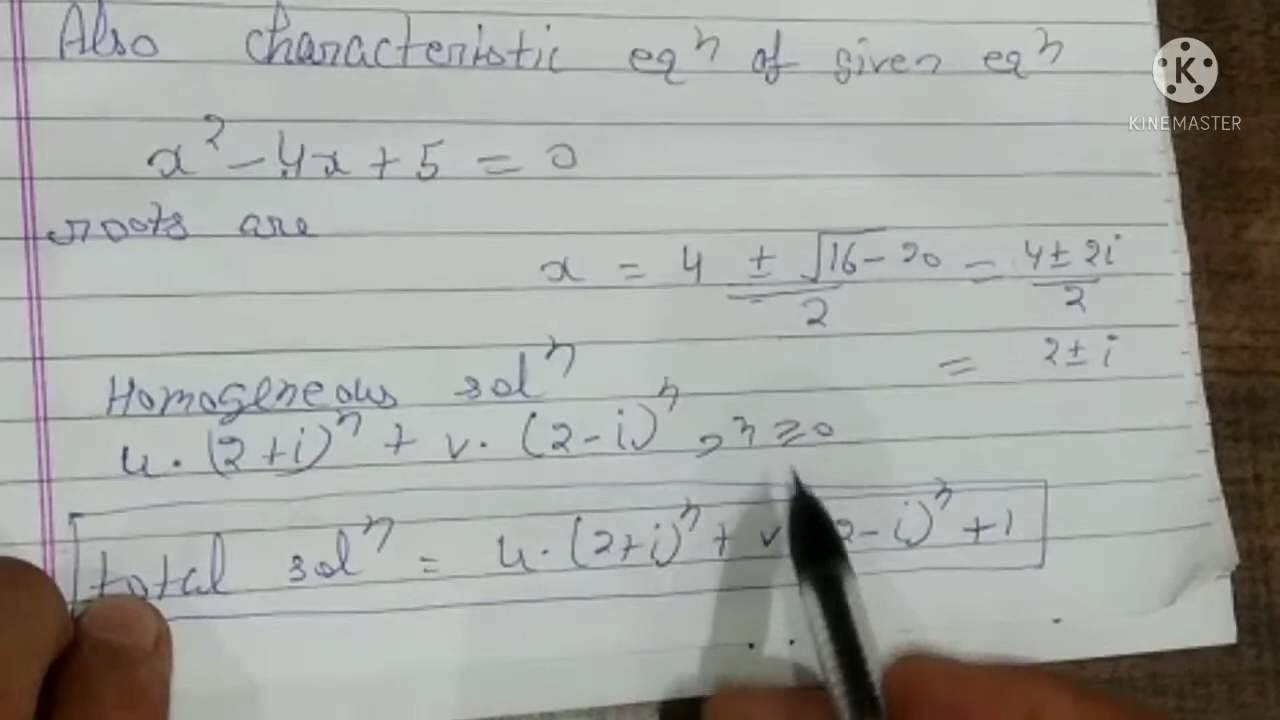 Also characteristic eqⁿ of given eqⁿ
K
KINEMASTER
x² - 4x + 5 = 0
roots are
x = 4 ± √16-20 / 2 = 4±2i / 2
= 2±i
Homogeneous solⁿ
u·(2+i)ⁿ + v·(2-i)ⁿ, n≥0
total solⁿ = u·(2+i)ⁿ + v 2-i)ⁿ + 1